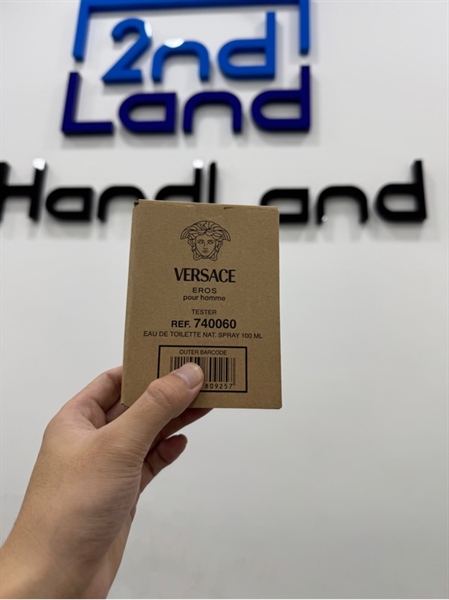 2nd
Land
HandLand
VERSACE
EROS
pour homme
TESTER
REF. 740060
EAU DE TOILETTE NAT. SPRAY 100 ML
OUTER BARCODE
809257